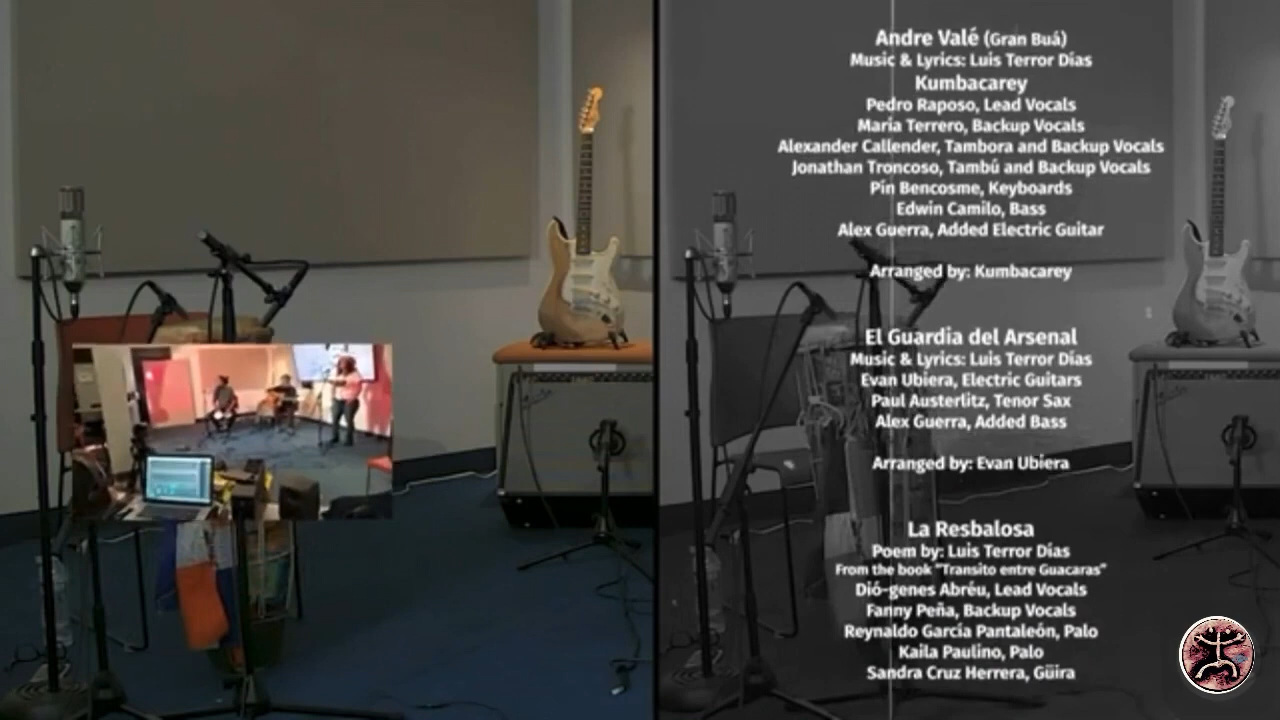 Andre Valé (Gran Buá)
Music & Lyrics: Luis Terror Días
Kumbacarey
Pedro Raposo, Lead Vocals
María Terrero, Backup Vocals
Alexander Callender, Tambora and Backup Vocals
Jonathan Troncoso, Tambú and Backup Vocals
Pín Bencosme, Keyboards
Edwin Camilo, Bass
Alex Guerra, Added Electric Guitar
Arranged by: Kumbacarey
El Guardia del Arsenal
Music & Lyrics: Luis Terror Días
Evan Ubiera, Electric Guitars
Paul Austerlitz, Tenor Sax
Alex Guerra, Added Bass
Arranged by: Evan Ubiera
La Resbalosa
Poem by: Luis Terror Días
From the book "Transito entre Guacaras"
Dió-genes Abréu, Lead Vocals
Fanny Peña, Backup Vocals
Reynaldo García Pantaleón, Palo
Kaila Paulino, Palo
Sandra Cruz Herrera, Güira